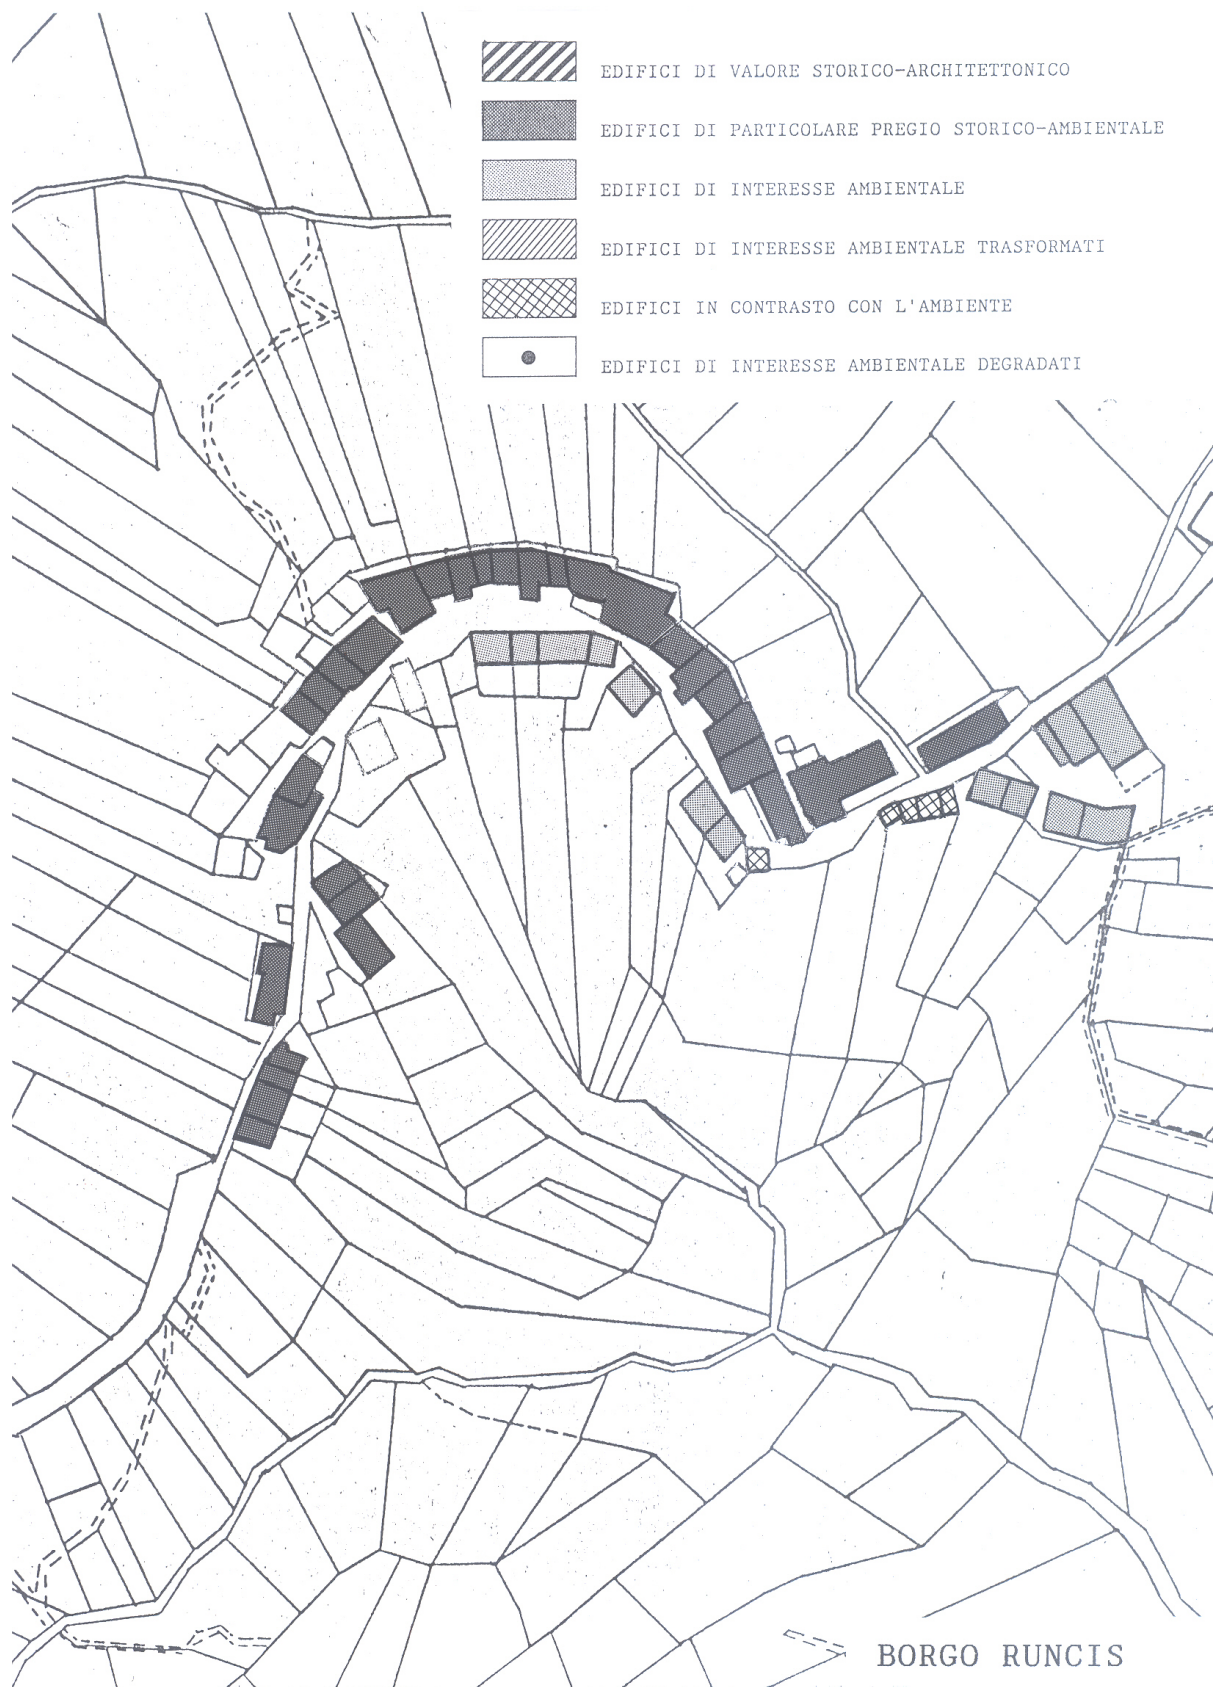 EDIFICI DI VALORE STORICO-ARCHITETTONICO
EDIFICI DI PARTICOLARE PREGIO STORICO-AMBIENTALE
EDIFICI DI INTERESSE AMBIENTALE
EDIFICI DI INTERESSE AMBIENTALE TRASFORMATI
EDIFICI IN CONTRASTO CON L'AMBIENTE
EDIFICI DI INTERESSE AMBIENTALE DEGRADATI
BORGO RUNCIS